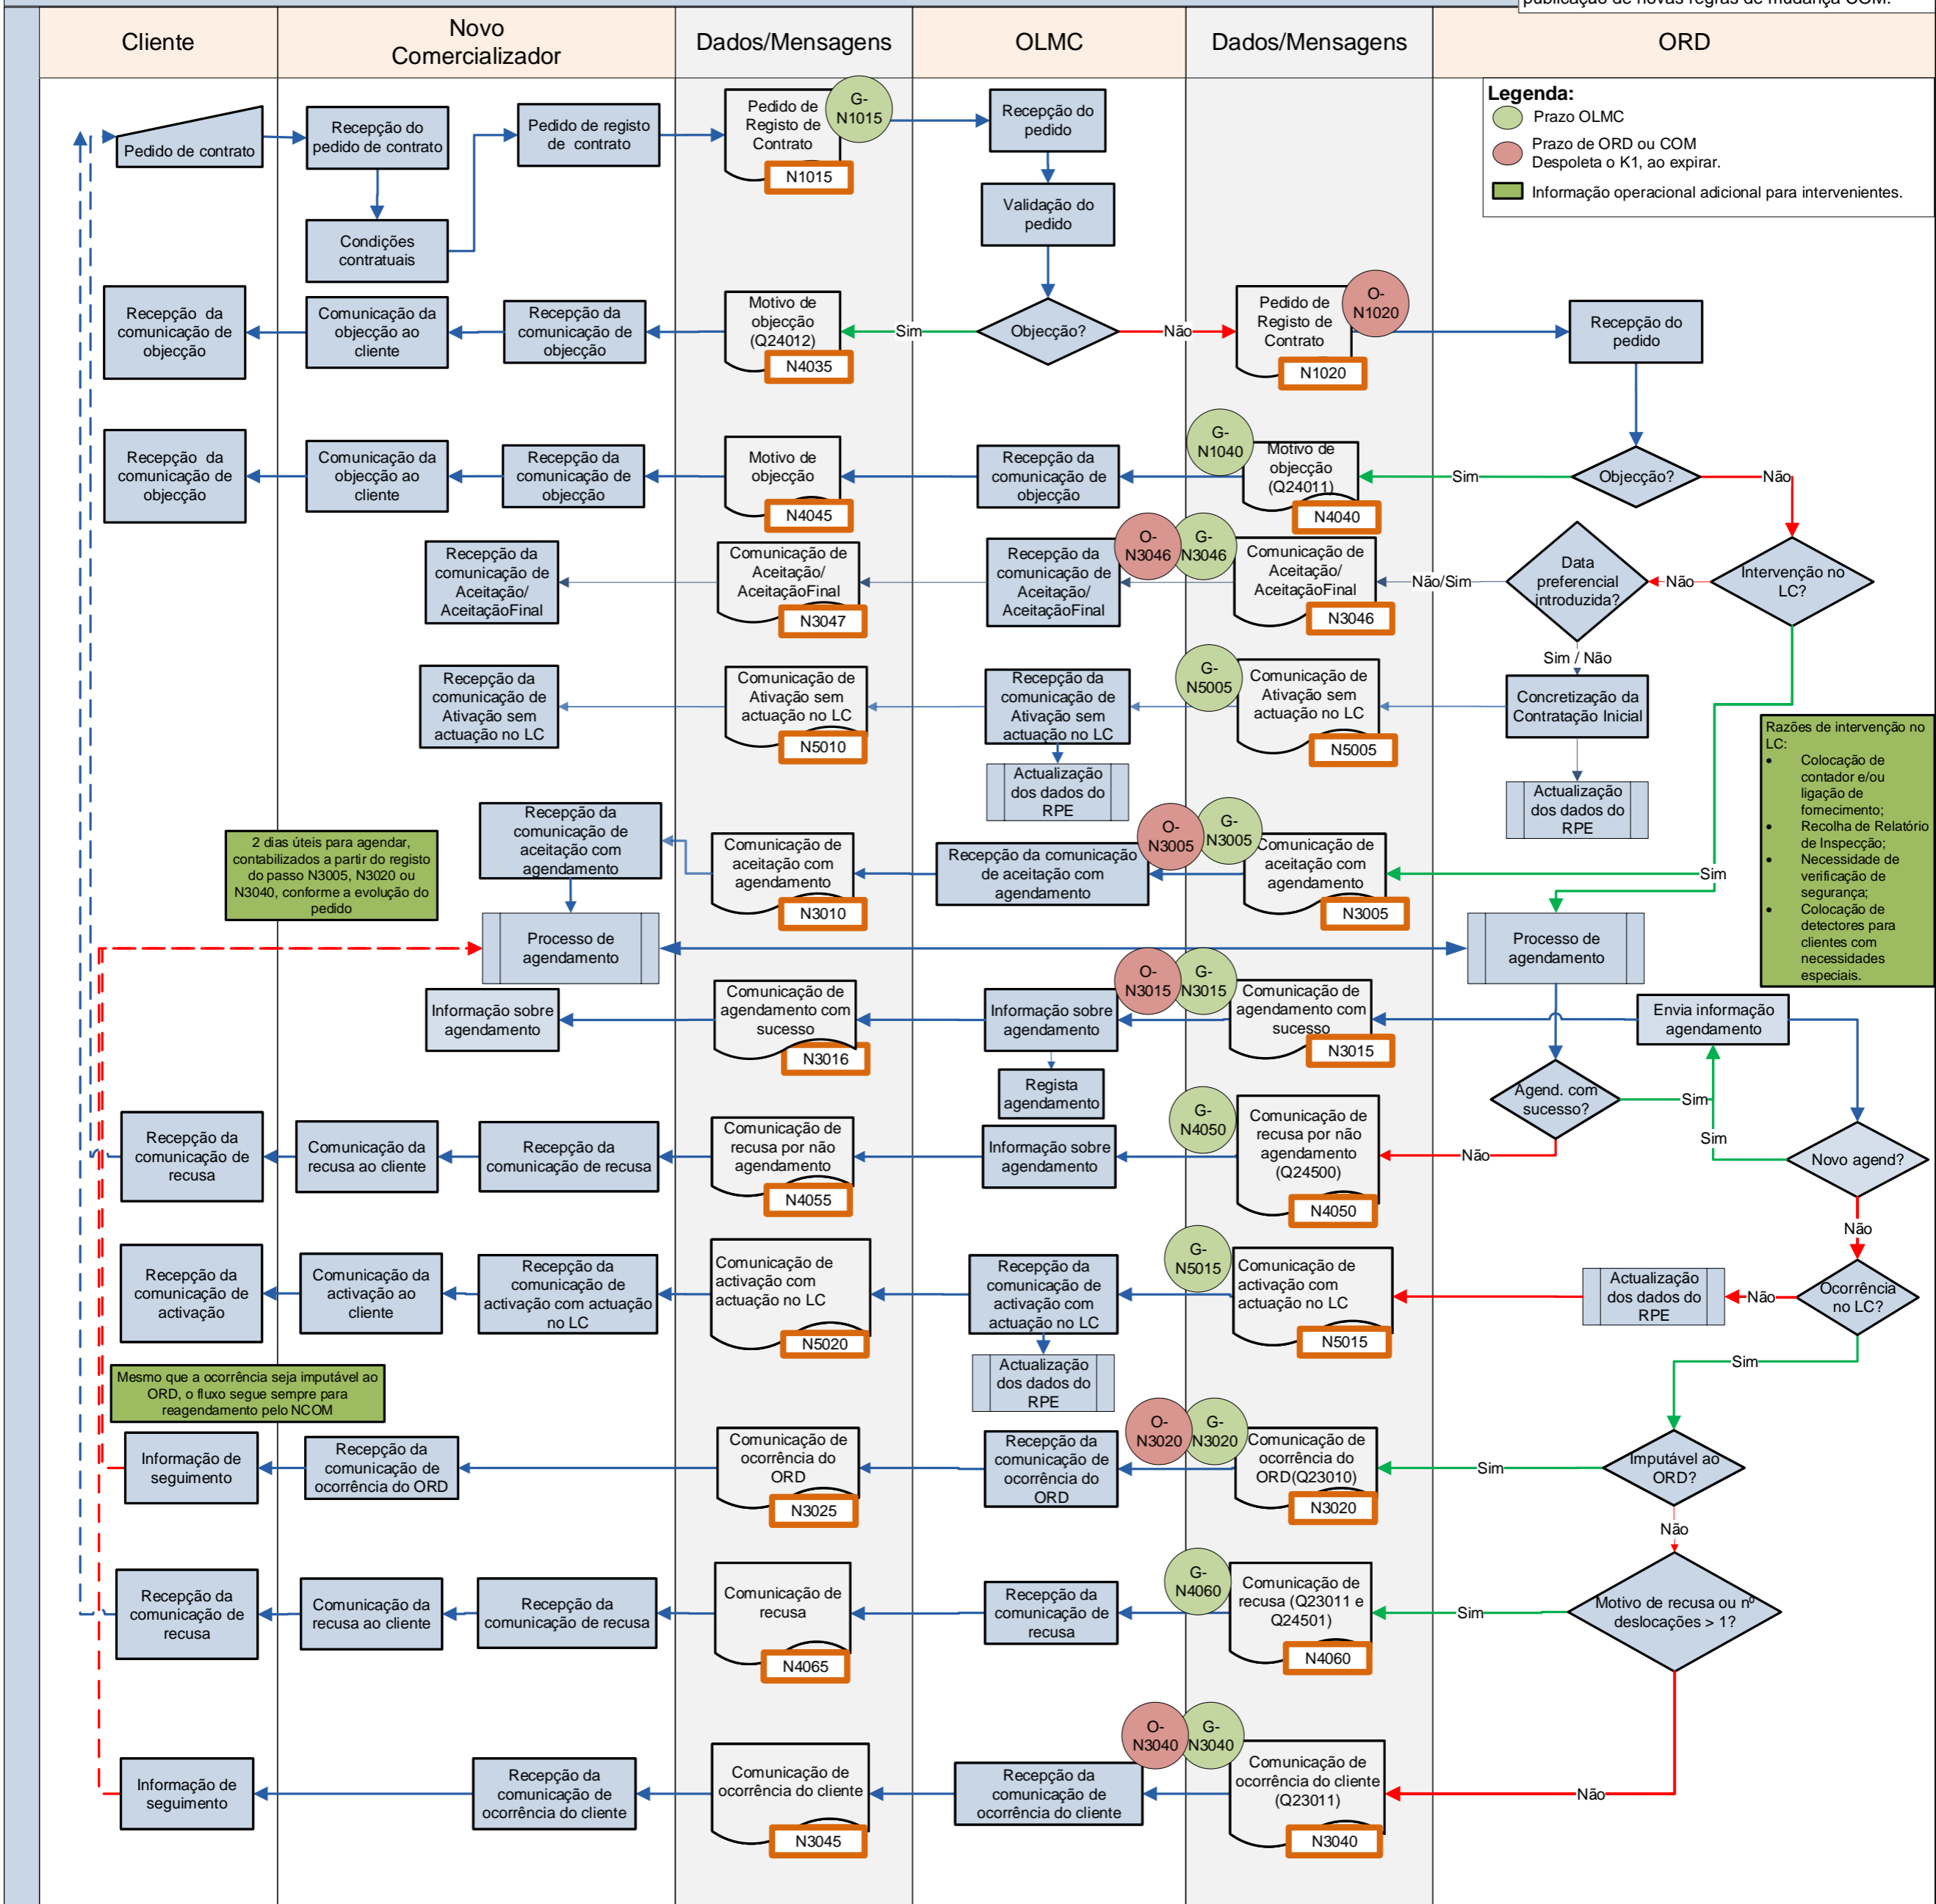 publicação de novas regras de mudança COM.
Cliente
Novo
Comercializador
Dados/Mensagens
OLMC
Dados/Mensagens
ORD
Legenda:
Prazo OLMC
Prazo de ORD ou COM
Despoleta o K1, ao expirar.
Informação operacional adicional para intervenientes.
Pedido de contrato
Recepção do
pedido de contrato
Condições
contratuais
Pedido de registo
de contrato
Pedido de
Registo de
Contrato
N1015
G-
N1015
Recepção do
pedido
Validação do
pedido
Recepção da
comunicação de
objecção
Comunicação da
objecção ao
cliente
Recepção da
comunicação de
objecção
Motivo de
objecção
(Q24012)
N4035
Sim
Objecção?
Não
Pedido de
Registo de
Contrato
N1020
O-
N1020
Recepção do
pedido
Recepção da
comunicação de
objecção
Comunicação da
objecção ao
cliente
Recepção da
comunicação de
objecção
Motivo de
objecção
N4045
Recepção da
comunicação de
objecção
G-
N1040
Motivo de
objecção
(Q24011)
N4040
Sim
Objecção?
Não
Recepção da
comunicação de
Aceitação/
AceitaçãoFinal
Comunicação de
Aceitação/
AceitaçãoFinal
N3047
Recepção da
comunicação de
Aceitação/
AceitaçãoFinal
O-
N3046
G-
N3046
Comunicação de
Aceitação/
AceitaçãoFinal
N3046
Não/Sim
Data
preferencial
introduzida?
Não
Intervenção no
LC?
Sim / Não
Recepção da
comunicação de
Ativação sem
actuação no LC
Comunicação de
Ativação sem
actuação no LC
N5010
Recepção da
comunicação de
Ativação sem
actuação no LC
Actualização
dos dados do
RPE
G-
N5005
Comunicação de
Ativação sem
actuação no LC
N5005
Concretização da
Contratação Inicial
Actualização
dos dados do
RPE
Razões de intervenção no
LC:
• Colocação de
contador e/ou
ligação de
fornecimento;
• Recolha de Relatório
de Inspecção;
• Necessidade de
verificação de
segurança;
• Colocação de
detectores para
clientes com
necessidades
especiais.
2 dias úteis para agendar,
contabilizados a partir do registo
do passo N3005, N3020 ou
N3040, conforme a evolução do
pedido
Recepção da
comunicação de
aceitação com
agendamento
Comunicação de
aceitação com
agendamento
N3010
Recepção da comunicação
de aceitação com
agendamento
O-
N3005
G-
N3005
Comunicação de
aceitação com
agendamento
N3005
Sim
Processo de
agendamento
Processo de
agendamento
Informação sobre
agendamento
Comunicação de
agendamento com
sucesso
N3016
Informação sobre
agendamento
Regista
agendamento
O-
N3015
G-
N3015
Comunicação de
agendamento com
sucesso
N3015
Envia informação
agendamento
Agend. com
sucesso?
Sim
Sim
Novo agend?
Não
Recepção da
comunicação de
recusa
Comunicação da
recusa ao cliente
Recepção da
comunicação de recusa
Comunicação de
recusa por não
agendamento
N4055
Informação sobre
agendamento
G-
N4050
Comunicação de
recusa por não
agendamento
(Q24500)
N4050
Não
Recepção da
comunicação de
activação
Comunicação da
activação ao
cliente
Recepção da
comunicação de
activação com actuação
no LC
Comunicação de
activação com
actuação no LC
N5020
Recepção da
comunicação de
activação com
actuação no LC
Actualização
dos dados do
RPE
G-
N5015
Comunicação de
activação com
actuação no LC
N5015
Actualização
dos dados do
RPE
Não
Ocorrência
no LC?
Sim
Mesmo que a ocorrência seja imputável ao
ORD, o fluxo segue sempre para
reagendamento pelo NCOM
Informação de
seguimento
Recepção da
comunicação de
ocorrência do ORD
Comunicação de
ocorrência do
ORD
N3025
Recepção da
comunicação de
ocorrência do
ORD
O-
N3020
G-
N3020
Comunicação de
ocorrência do
ORD(Q23010)
N3020
Sim
Imputável ao
ORD?
Não
Recepção da
comunicação de
recusa
Comunicação da
recusa ao cliente
Recepção da
comunicação de recusa
Comunicação de
recusa
N4065
Recepção da
comunicação de
recusa
G-
N4060
Comunicação de
recusa (Q23011 e
Q24501)
N4060
Sim
Motivo de recusa ou nº
deslocações > 1?
Informação de
seguimento
Recepção da
comunicação de
ocorrência do cliente
Comunicação de
ocorrência do cliente
N3045
Recepção da
comunicação de
ocorrência do cliente
O-
N3040
G-
N3040
Comunicação de
ocorrência do cliente
(Q23011)
N3040
Não